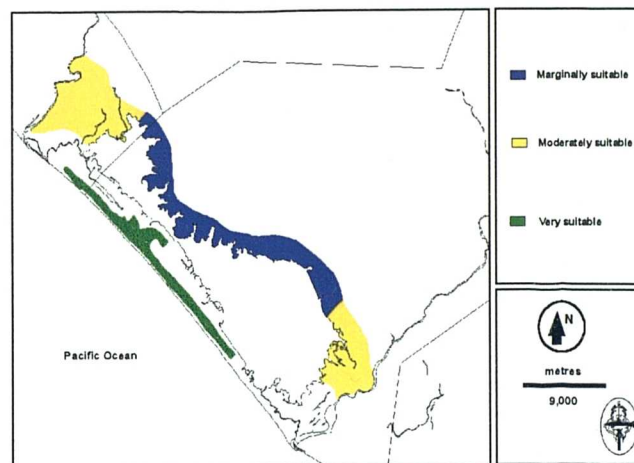 Marginally suitable
Moderately suitable
Very suitable
Pacific Ocean
N
metres
9,000